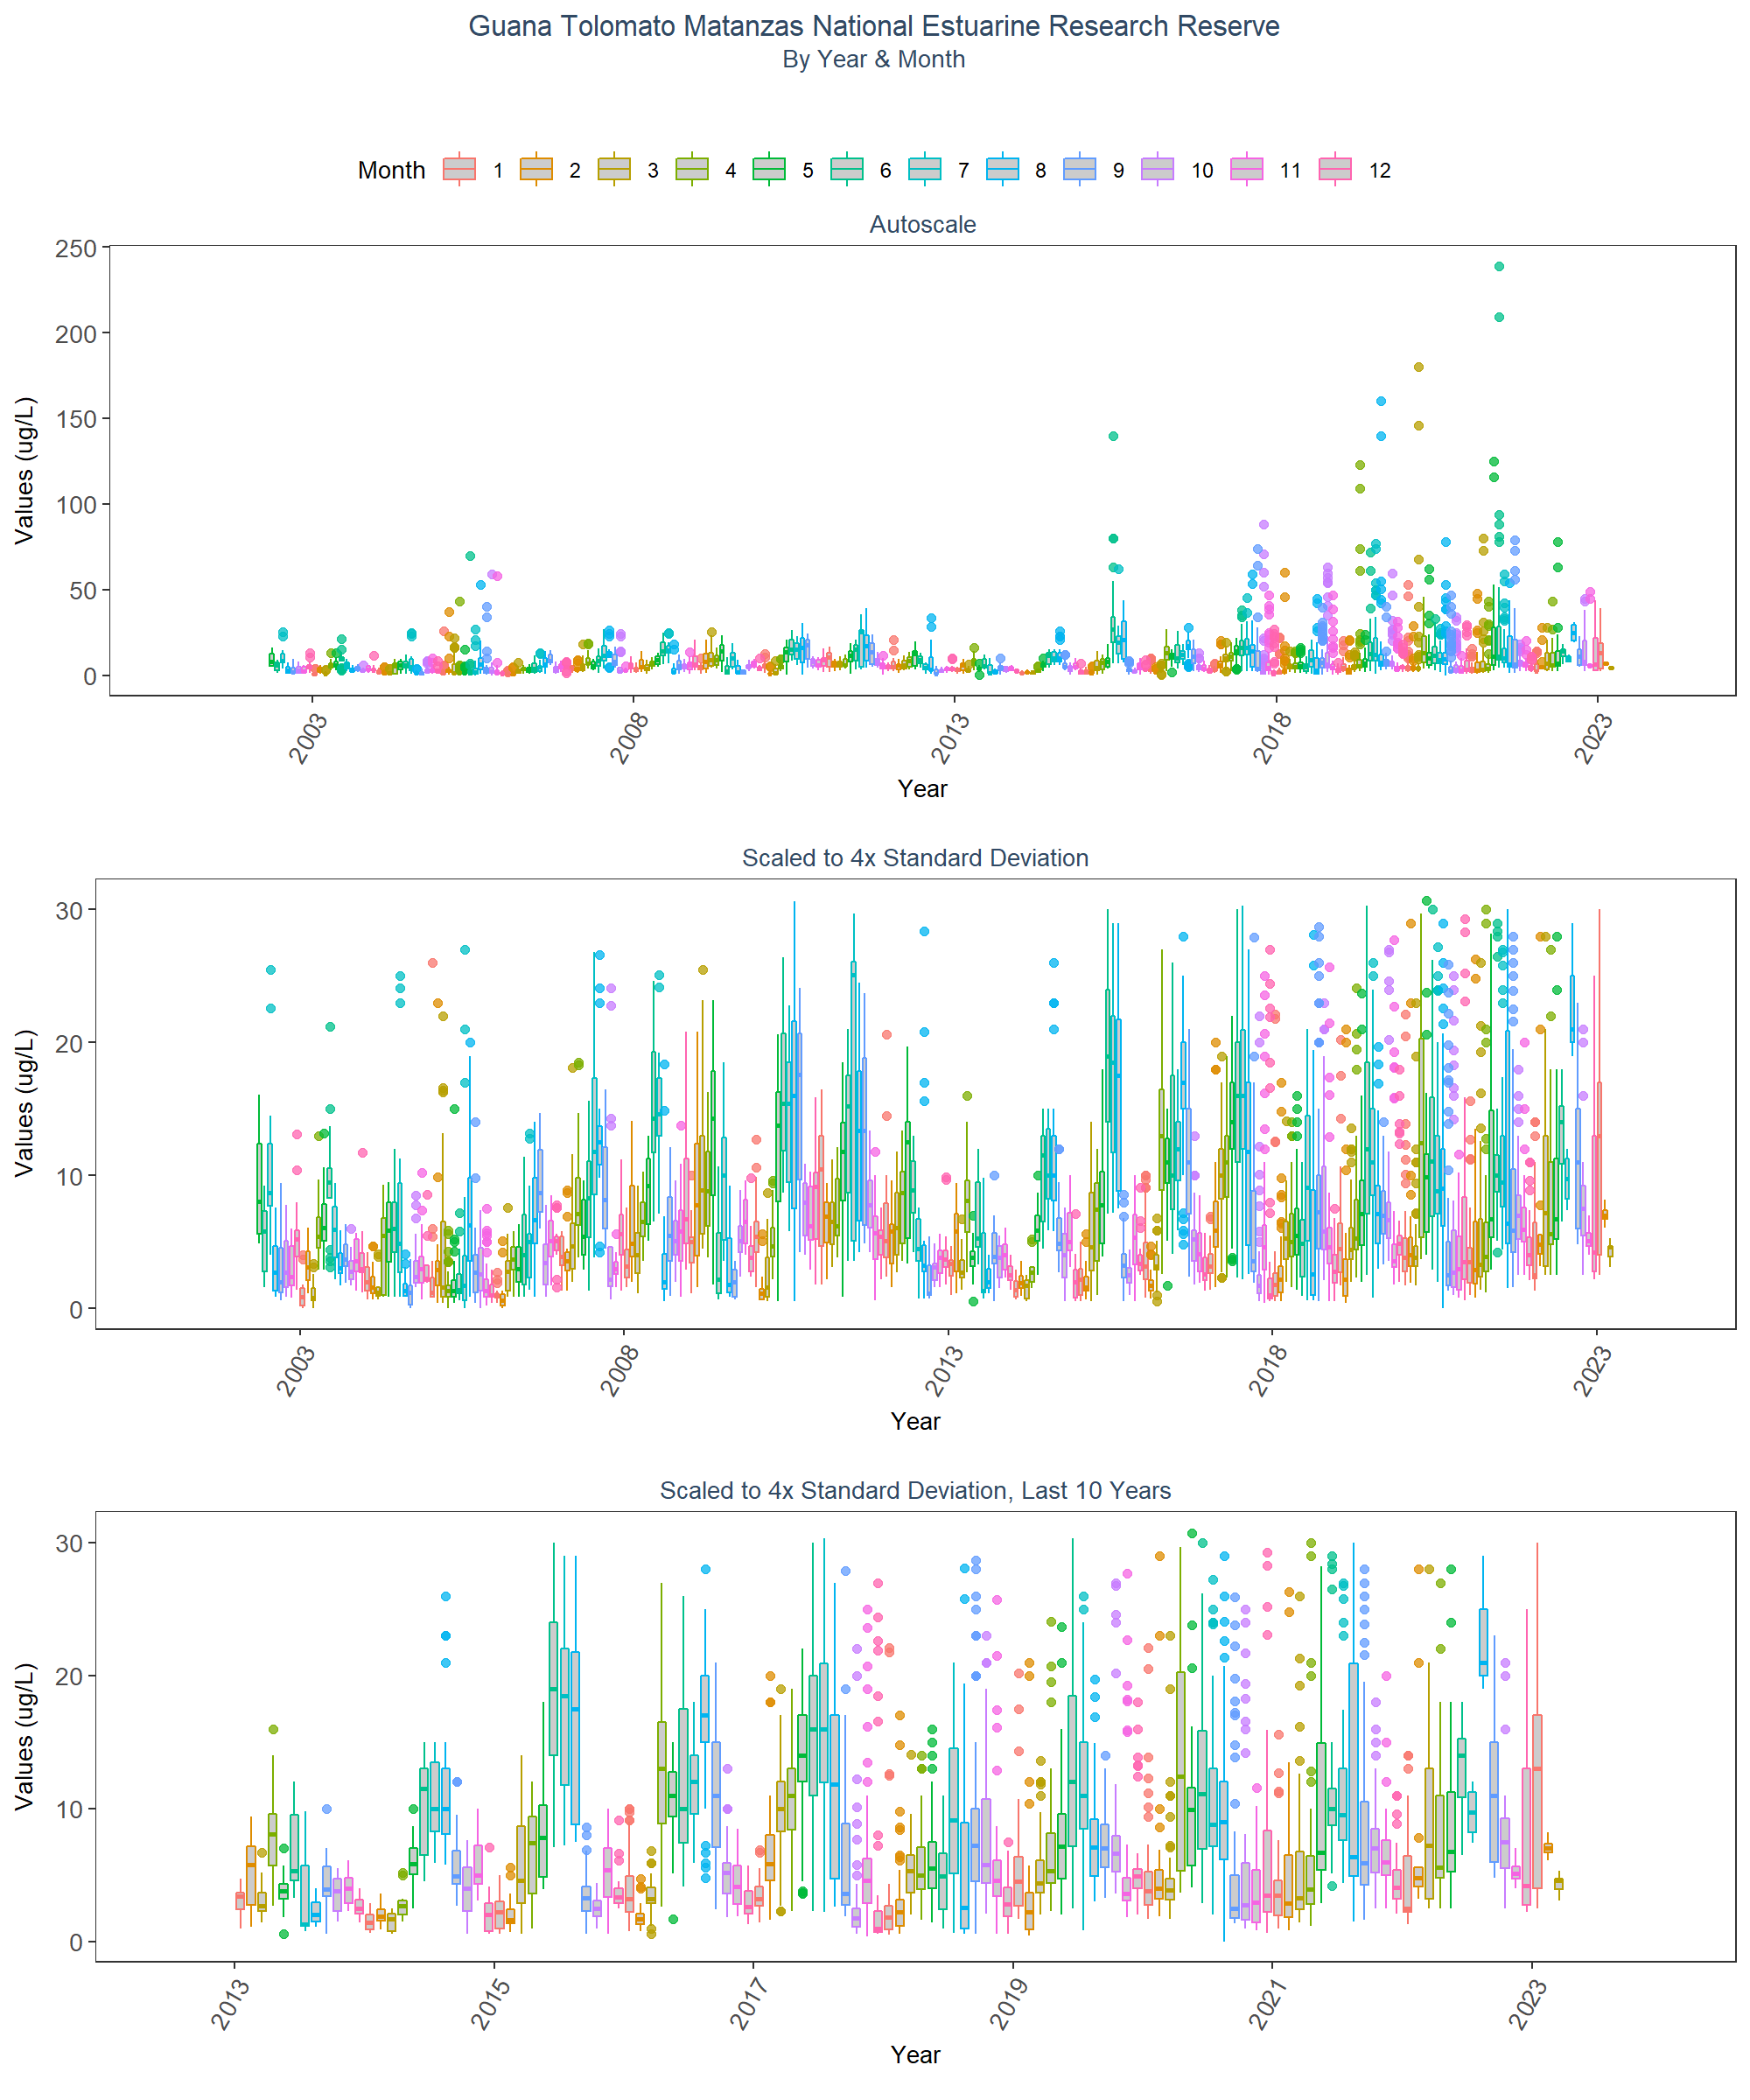 Guana Tolomato Matanzas National Estuarine Research Reserve
By Year & Month
Month 1 2 3 4 5 6 7 8 9 10 11 12
Autoscale
Values (ug/L)
250
200
150
100
50
0
2003 2008 2013 2018 2023
Year
Scaled to 4x Standard Deviation
Values (ug/L)
30
20
10
0
2003 2008 2013 2018 2023
Year
Scaled to 4x Standard Deviation, Last 10 Years
Values (ug/L)
30
20
10
0
2013 2015 2017 2019 2021 2023
Year